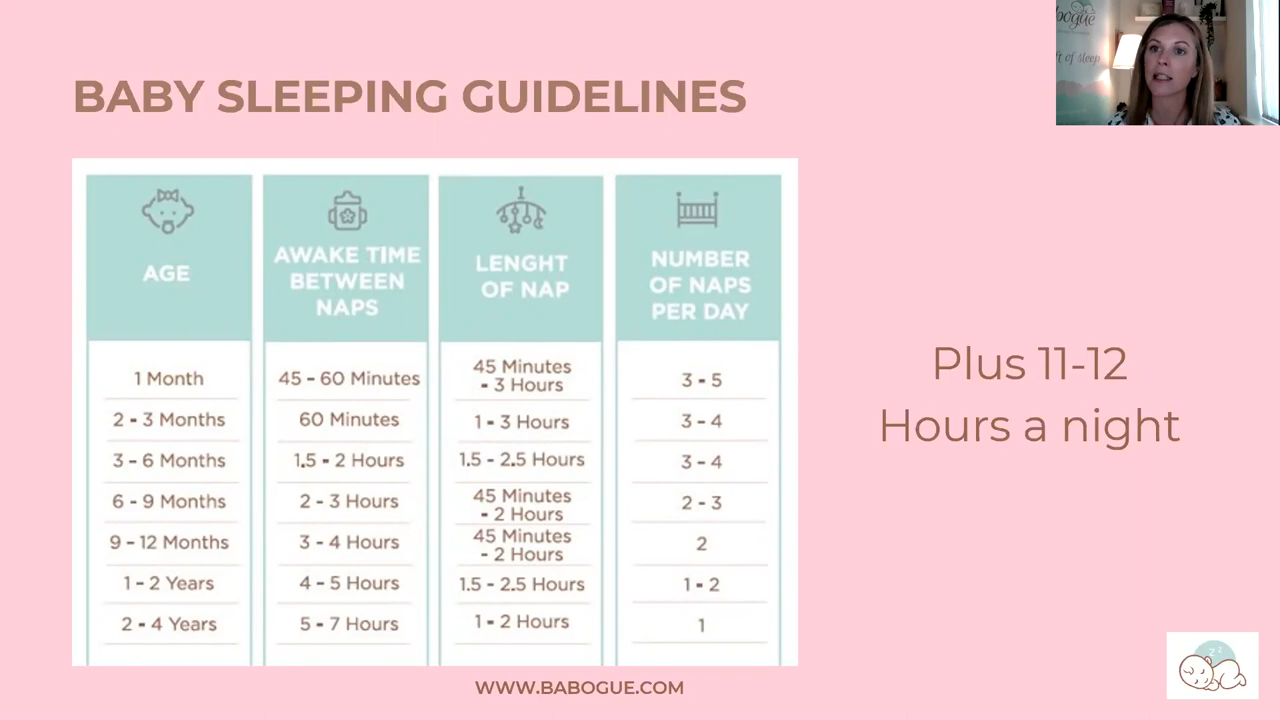 BABY SLEEPING GUIDELINES
bogue
of sleep
AGE
AWAKE TIME
BETWEEN
NAPS
LENGHT
OF NAP
NUMBER
OF NAPS
PER DAY
1 Month
45 - 60 Minutes
45 Minutes
- 3 Hours
3 - 5
2 - 3 Months
60 Minutes
1 - 3 Hours
3 - 4
3 - 6 Months
1.5 - 2 Hours
1.5 - 2.5 Hours
3 - 4
6 - 9 Months
2 - 3 Hours
45 Minutes
- 2 Hours
2 - 3
9 - 12 Months
3 - 4 Hours
45 Minutes
- 2 Hours
2
1 - 2 Years
4 - 5 Hours
1.5 - 2.5 Hours
1 - 2
2 - 4 Years
5 - 7 Hours
1 - 2 Hours
1
Plus 11-12
Hours a night
WWW.BABOGUE.COM
z z